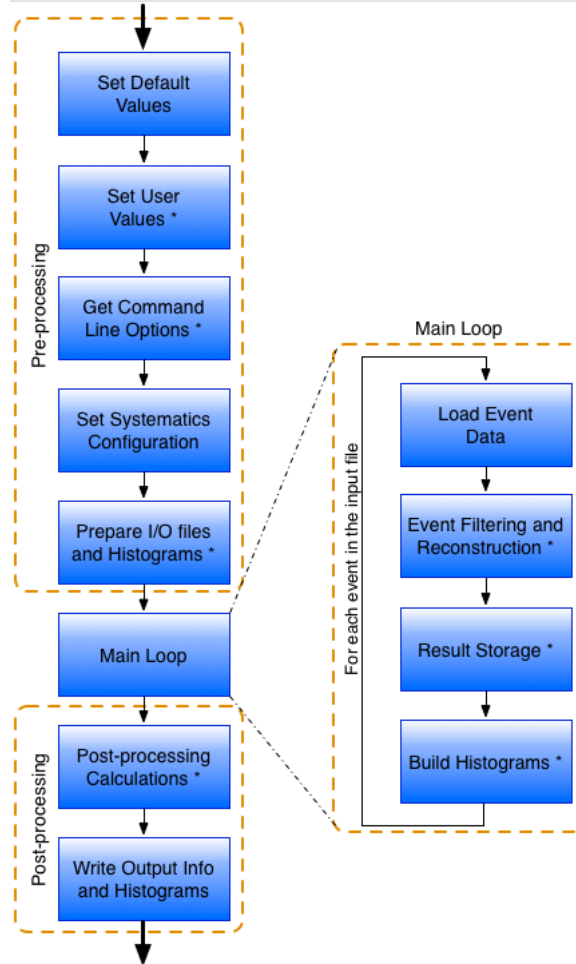 Pre-processing
Set Default
Values
Set User
Values *
Get Command
Line Options *
Set Systematics
Configuration
Prepare I/O files
and Histograms *
Main Loop
Post-processing
Post-processing
Calculations *
Write Output Info
and Histograms
Main Loop
For each event in the input file
Load Event
Data
Event Filtering and
Reconstruction *
Result Storage *
Build Histograms *